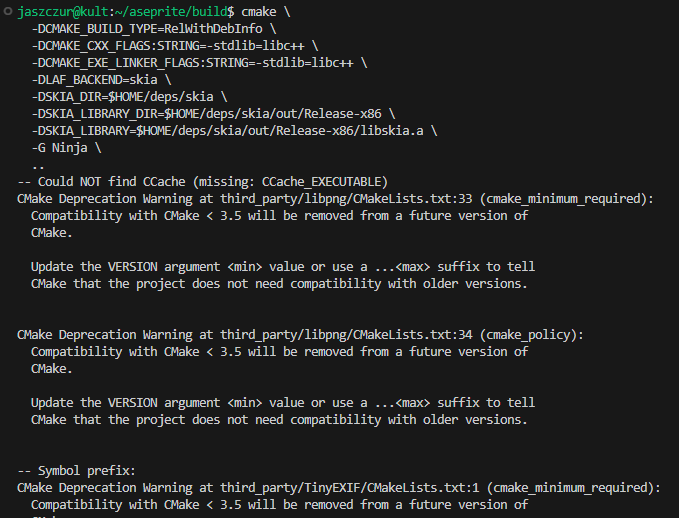 jaszczur@kult:~/aseprite/build$ cmake \
-DCMAKE_BUILD_TYPE=RelWithDebInfo \
-DCMAKE_CXX_FLAGS:STRING=-stdlib=libc++ \
-DCMAKE_EXE_LINKER_FLAGS:STRING=-stdlib=libc++ \
-DLAF_BACKEND=skia \
-DSKIA_DIR=$HOME/deps/skia \
-DSKIA_LIBRARY_DIR=$HOME/deps/skia/out/Release-x86 \
-DSKIA_LIBRARY=$HOME/deps/skia/out/Release-x86/libskia.a \
-G Ninja \
..
-- Could NOT find CCache (missing: CCache_EXECUTABLE)
CMake Deprecation Warning at third_party/libpng/CMakeLists.txt:33 (cmake_minimum_required):
Compatibility with CMake < 3.5 will be removed from a future version of
CMake.
Update the VERSION argument <min> value or use a ...<max> suffix to tell
CMake that the project does not need compatibility with older versions.
CMake Deprecation Warning at third_party/libpng/CMakeLists.txt:34 (cmake_policy):
Compatibility with CMake < 3.5 will be removed from a future version of
CMake.
Update the VERSION argument <min> value or use a ...<max> suffix to tell
CMake that the project does not need compatibility with older versions.
-- Symbol prefix:
CMake Deprecation Warning at third_party/TinyEXIF/CMakeLists.txt:1 (cmake_minimum_required):
Compatibility with CMake < 3.5 will be removed from a future version of